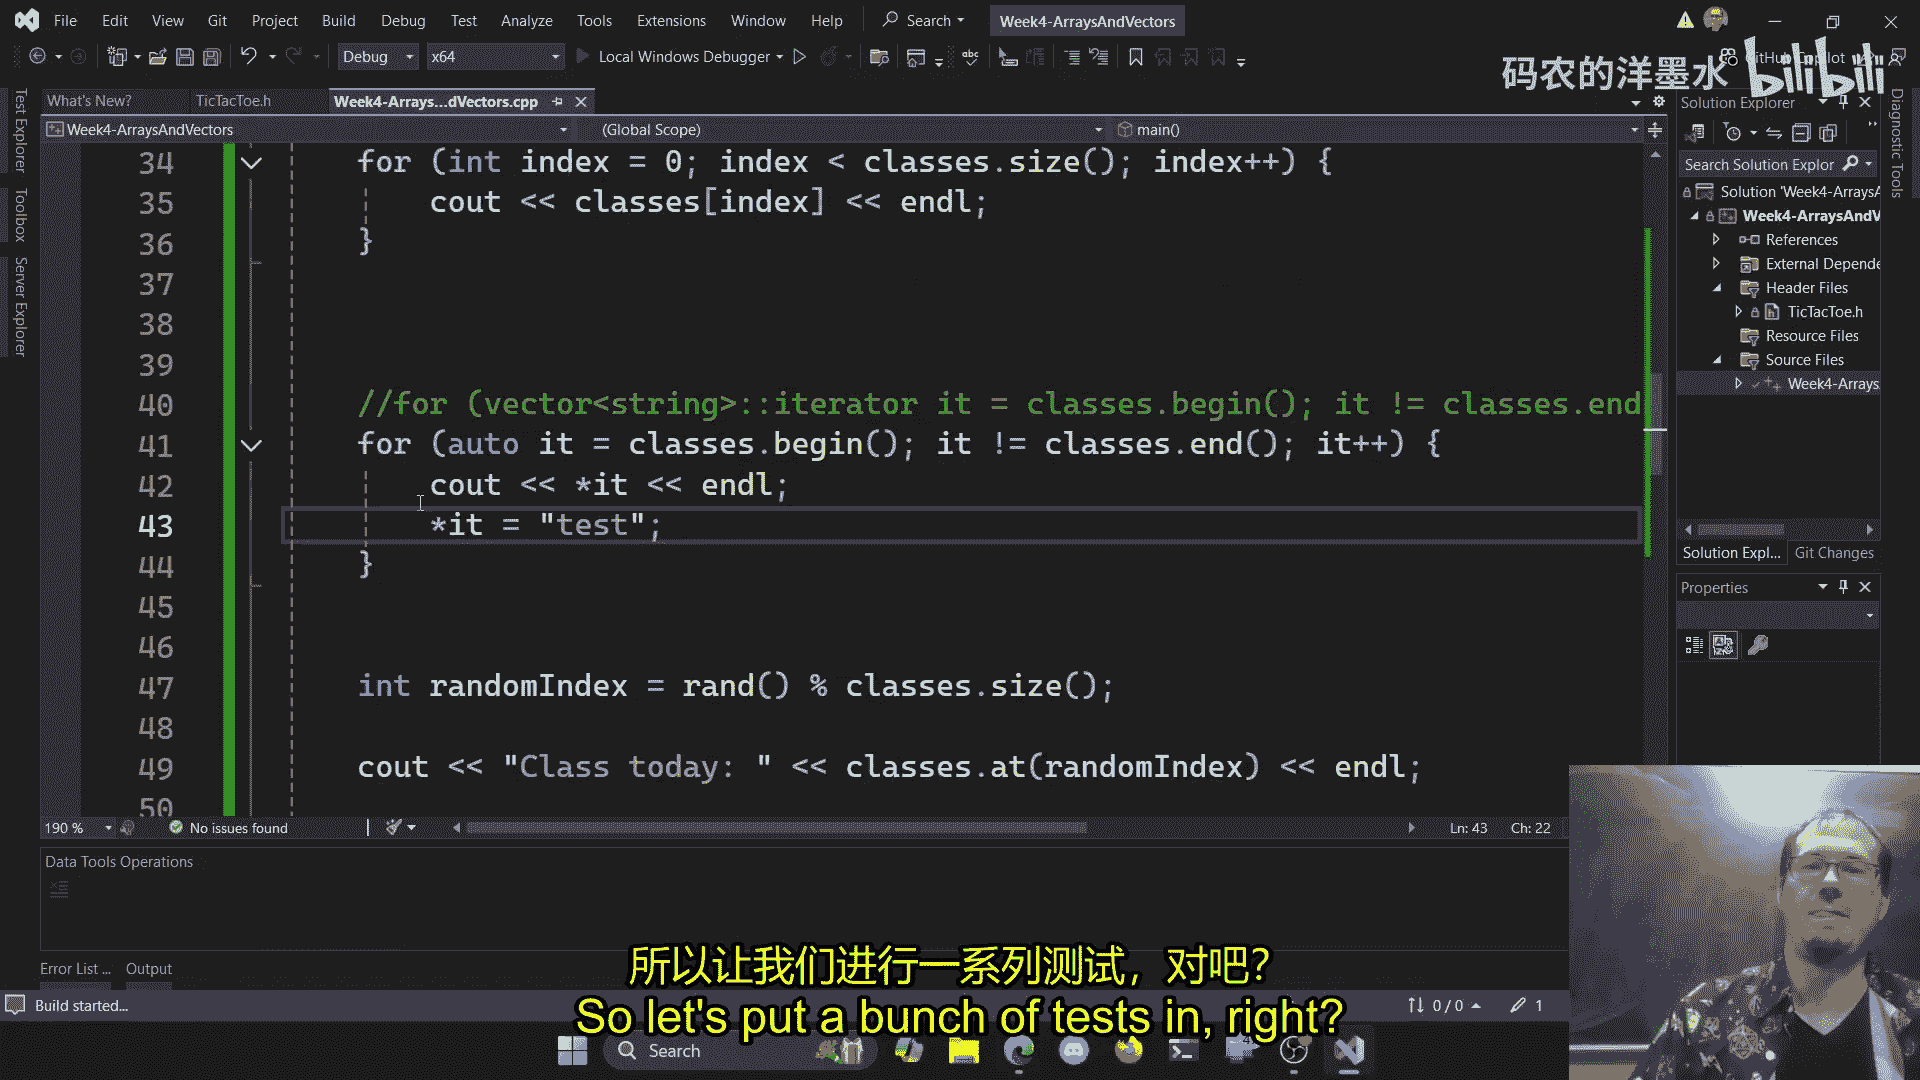 File Edit View Git Project Build Debug Test Analyze Tools Extensions Window Help Search Week4-ArraysAndVectors
Debug x64 Local Windows Debugger
码农的洋墨水 bilibili
What's New? TicTacToe.h Week4-Arrays...dVectors.cpp
Week4-ArraysAndVectors (Global Scope) main()
34 for (int index = 0; index < classes.size(); index++) {
35 cout << classes[index] << endl;
36 }
37
38
39
40 //for (vector<string>::iterator it = classes.begin(); it != classes.end
41 for (auto it = classes.begin(); it != classes.end(); it++) {
42 cout << *it << endl;
43 *it = "test";
44 }
45
46
47 int randomIndex = rand() % classes.size();
48
49 cout << "Class today: " << classes.at(randomIndex) << endl;
50
190 % No issues found Ln: 43 Ch: 22
Data Tools Operations
Error List ... Output
Build started...
0 / 0 1
Test Explorer
Toolbox
Server Explorer
Solution Explorer
Search Solution Explor
Solution 'Week4-ArraysA
Week4-ArraysAndV
References
External Depende
Header Files
TicTacToe.h
Resource Files
Source Files
Week4-Arrays
Solution Expl... Git Changes
Properties
Diagnostic Tools
所以让我们进行一系列测试，对吧？
So let's put a bunch of tests in, right?
Search